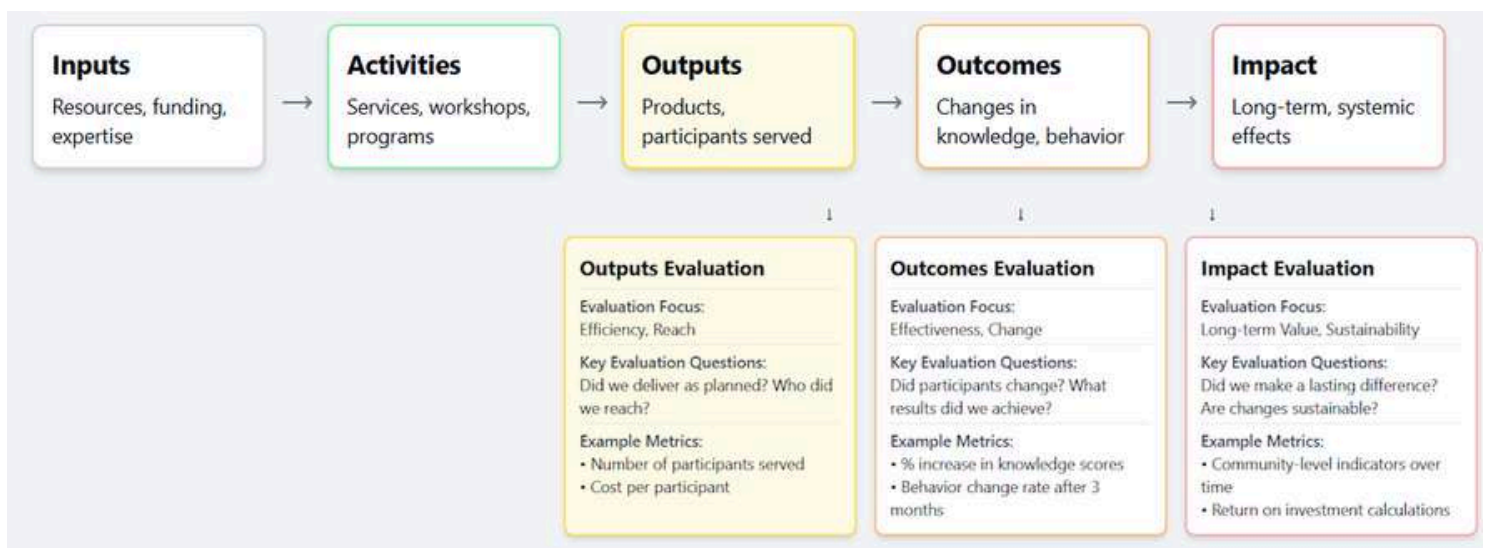 Inputs
Resources, funding,
expertise
→
Activities
Services, workshops,
programs
→
Outputs
Products,
participants served
→
Outcomes
Changes in
knowledge, behavior
→
Impact
Long-term, systemic
effects
↓
↓
↓
Outputs Evaluation
Evaluation Focus:
Efficiency, Reach
Key Evaluation Questions:
Did we deliver as planned? Who did
we reach?
Example Metrics:
• Number of participants served
• Cost per participant
Outcomes Evaluation
Evaluation Focus:
Effectiveness, Change
Key Evaluation Questions:
Did participants change? What
results did we achieve?
Example Metrics:
• % increase in knowledge scores
• Behavior change rate after 3
months
Impact Evaluation
Evaluation Focus:
Long-term Value, Sustainability
Key Evaluation Questions:
Did we make a lasting difference?
Are changes sustainable?
Example Metrics:
• Community-level indicators over
time
• Return on investment calculations